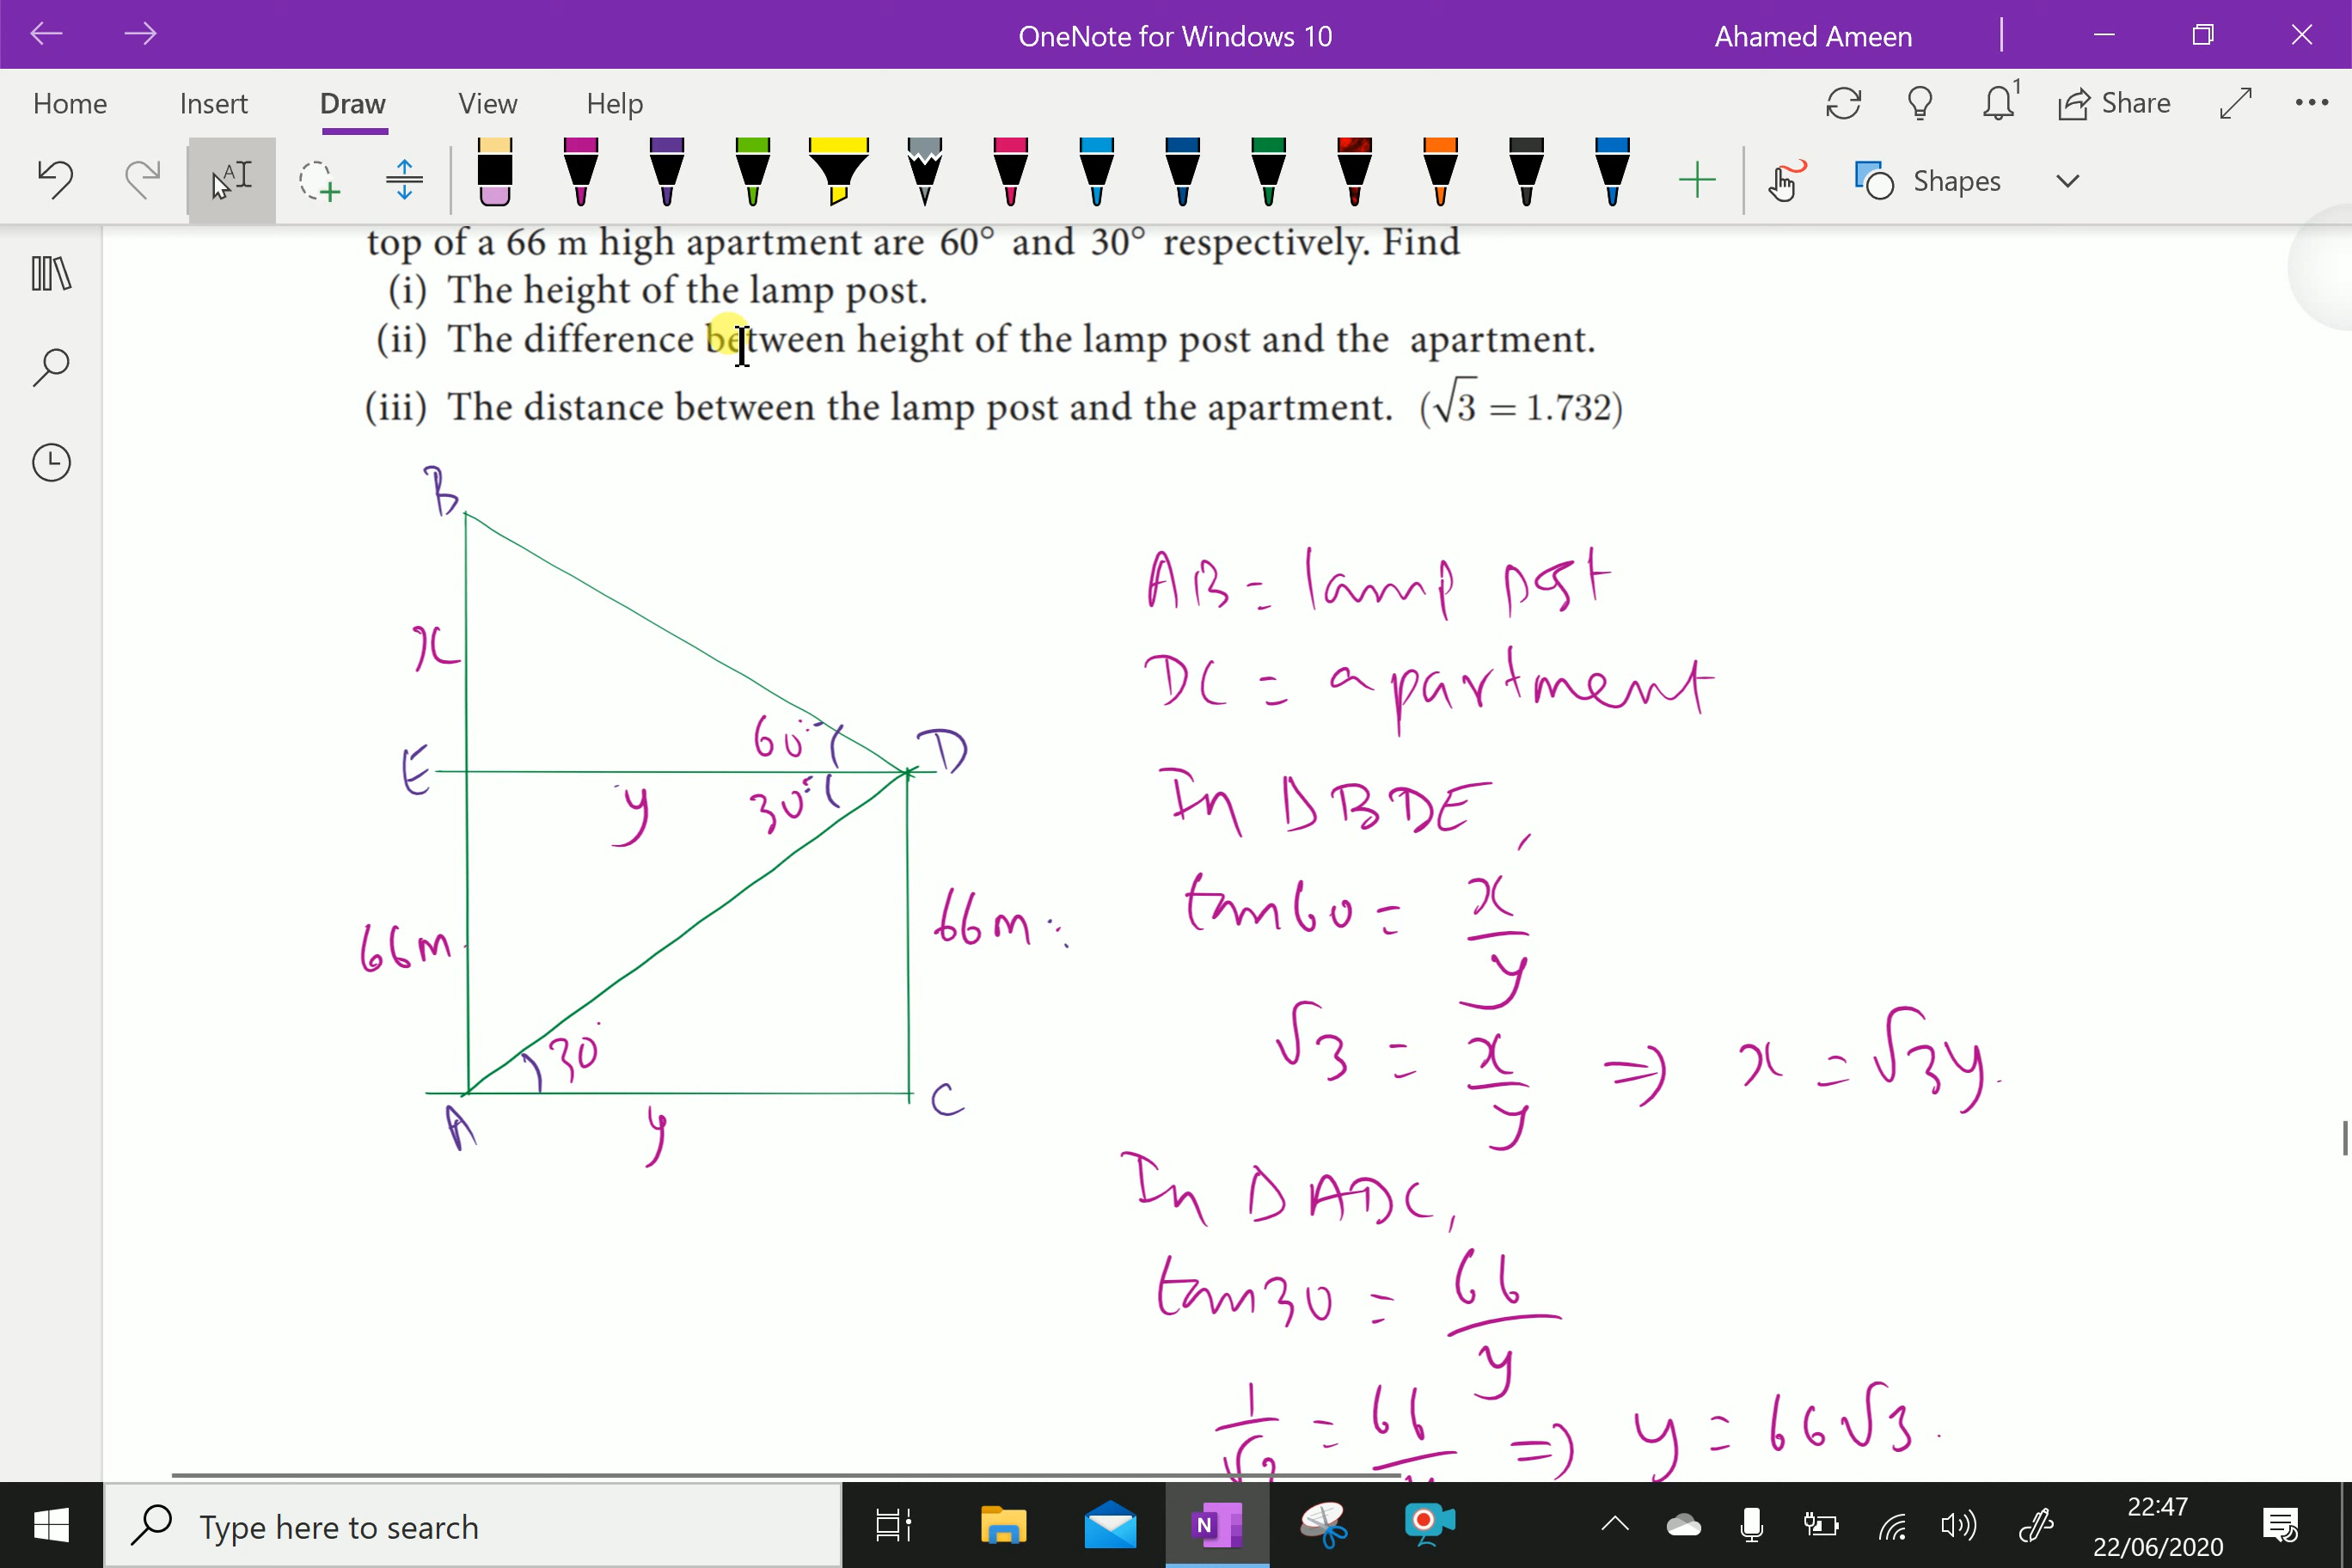 OneNote for Windows 10
Ahamed Ameen
Home Insert Draw View Help
1 Share
Shapes
top of a 66 m high apartment are 60° and 30° respectively. Find
(i) The height of the lamp post.
(ii) The difference between height of the lamp post and the apartment.
(iii) The distance between the lamp post and the apartment. (√3 = 1.732)
B
x
60°
E
D
y
30°
66m
66m
30°
A
y
C
AB = lamp post
DC = apartment
In ΔBDE,
tan60 = x/y
√3 = x/y ⇒ x = √3y.
In ΔADC,
tan30 = 66/y
1/√3 = 66/y ⇒ y = 66√3.
Type here to search
N
22:47
22/06/2020